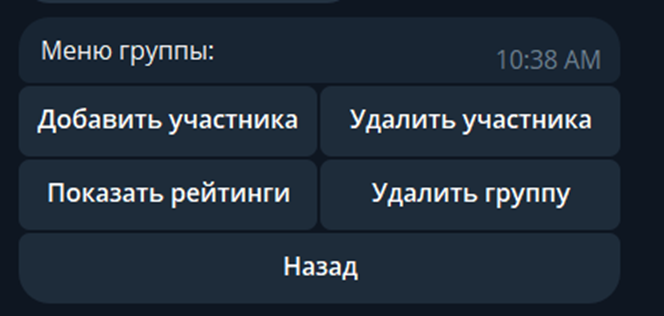 Меню группы:
10:38 AM
Добавить участника
Удалить участника
Показать рейтинги
Удалить группу
Назад